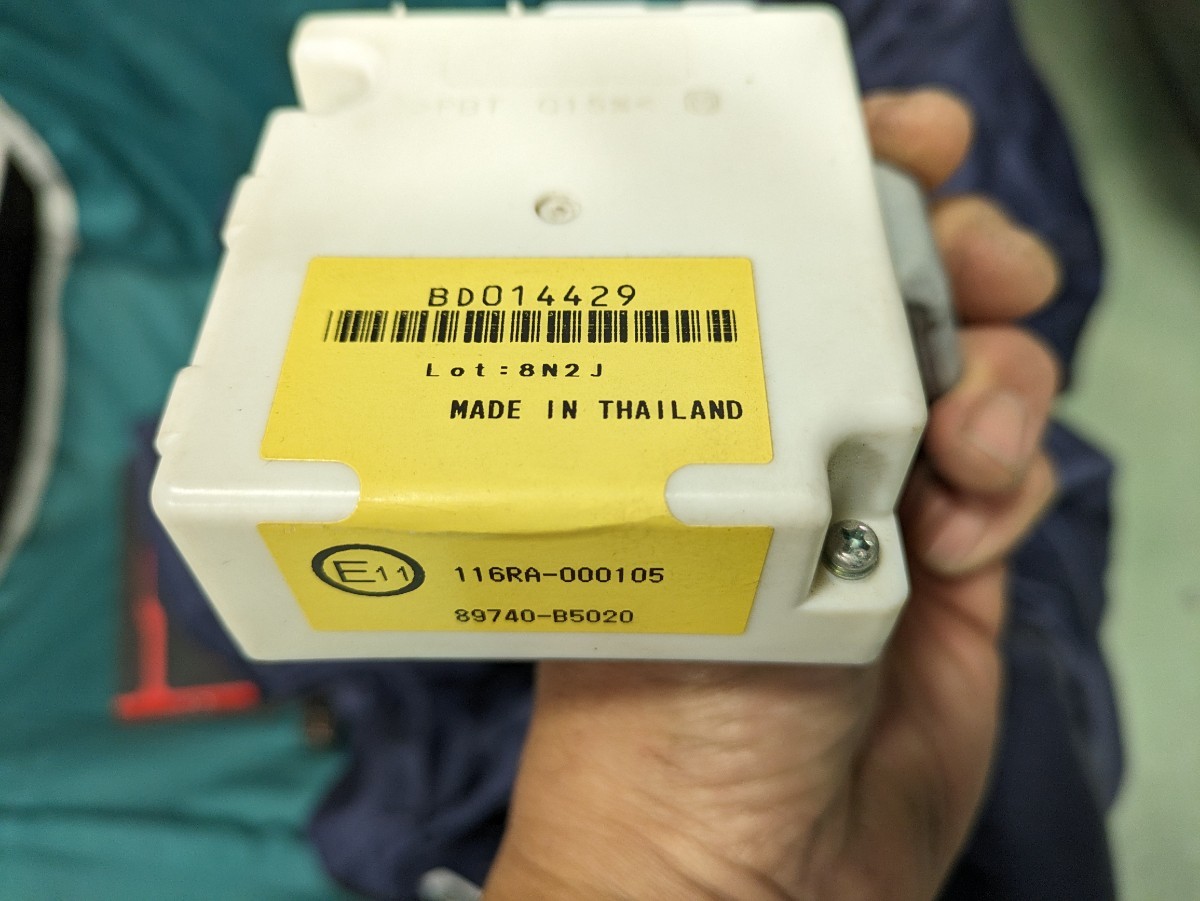 BD014429
Lot:8N2J
MADE IN THAILAND
E11 116RA-000105
89740-B5020